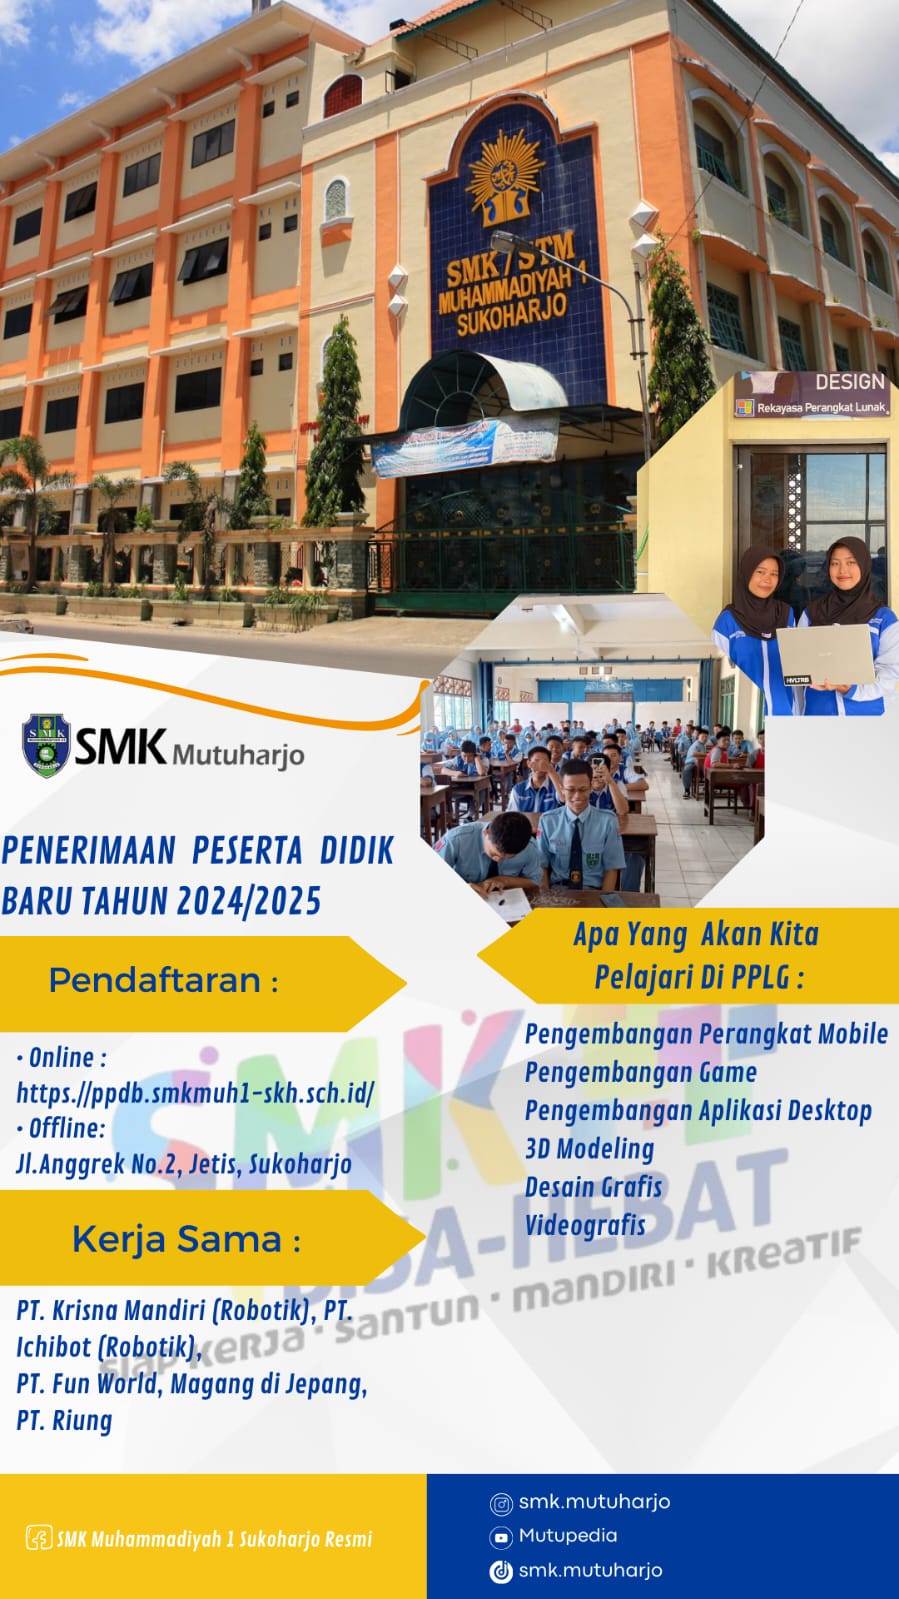 SMK / STM
MUHAMMADIYAH 1
SUKOHARJO
DESIGN
Rekayasa Perangkat Lunak
HVLTRB
SMK
SMK Mutuharjo
PENERIMAAN PESERTA DIDIK
BARU TAHUN 2024/2025
Pendaftaran :
• Online :
https://ppdb.smkmuh1-skh.sch.id/
• Offline:
Jl.Anggrek No.2, Jetis, Sukoharjo
Kerja Sama :
PT. Krisna Mandiri (Robotik), PT.
Ichibot (Robotik),
PT. Fun World, Magang di Jepang,
PT. Riung
Apa Yang Akan Kita
Pelajari Di PPLG :
Pengembangan Perangkat Mobile
Pengembangan Game
Pengembangan Aplikasi Desktop
3D Modeling
Desain Grafis
Videografis
SMK
BISA-HEBAT
SIAP KERJA • SANTUN • MANDIRI • KREATIF
SMK Muhammadiyah 1 Sukoharjo Resmi
smk.mutuharjo
Mutupedia
smk.mutuharjo